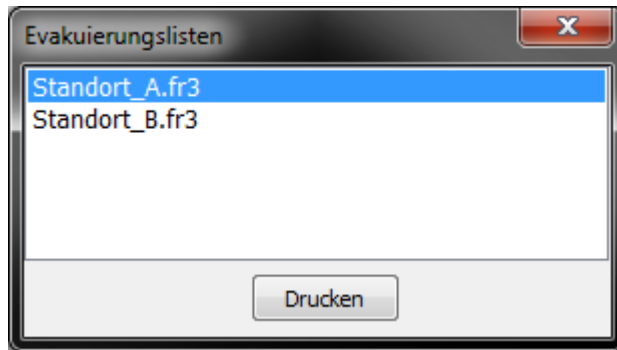 Evakuierungslisten
Standort_A.fr3
Standort_B.fr3
Drucken